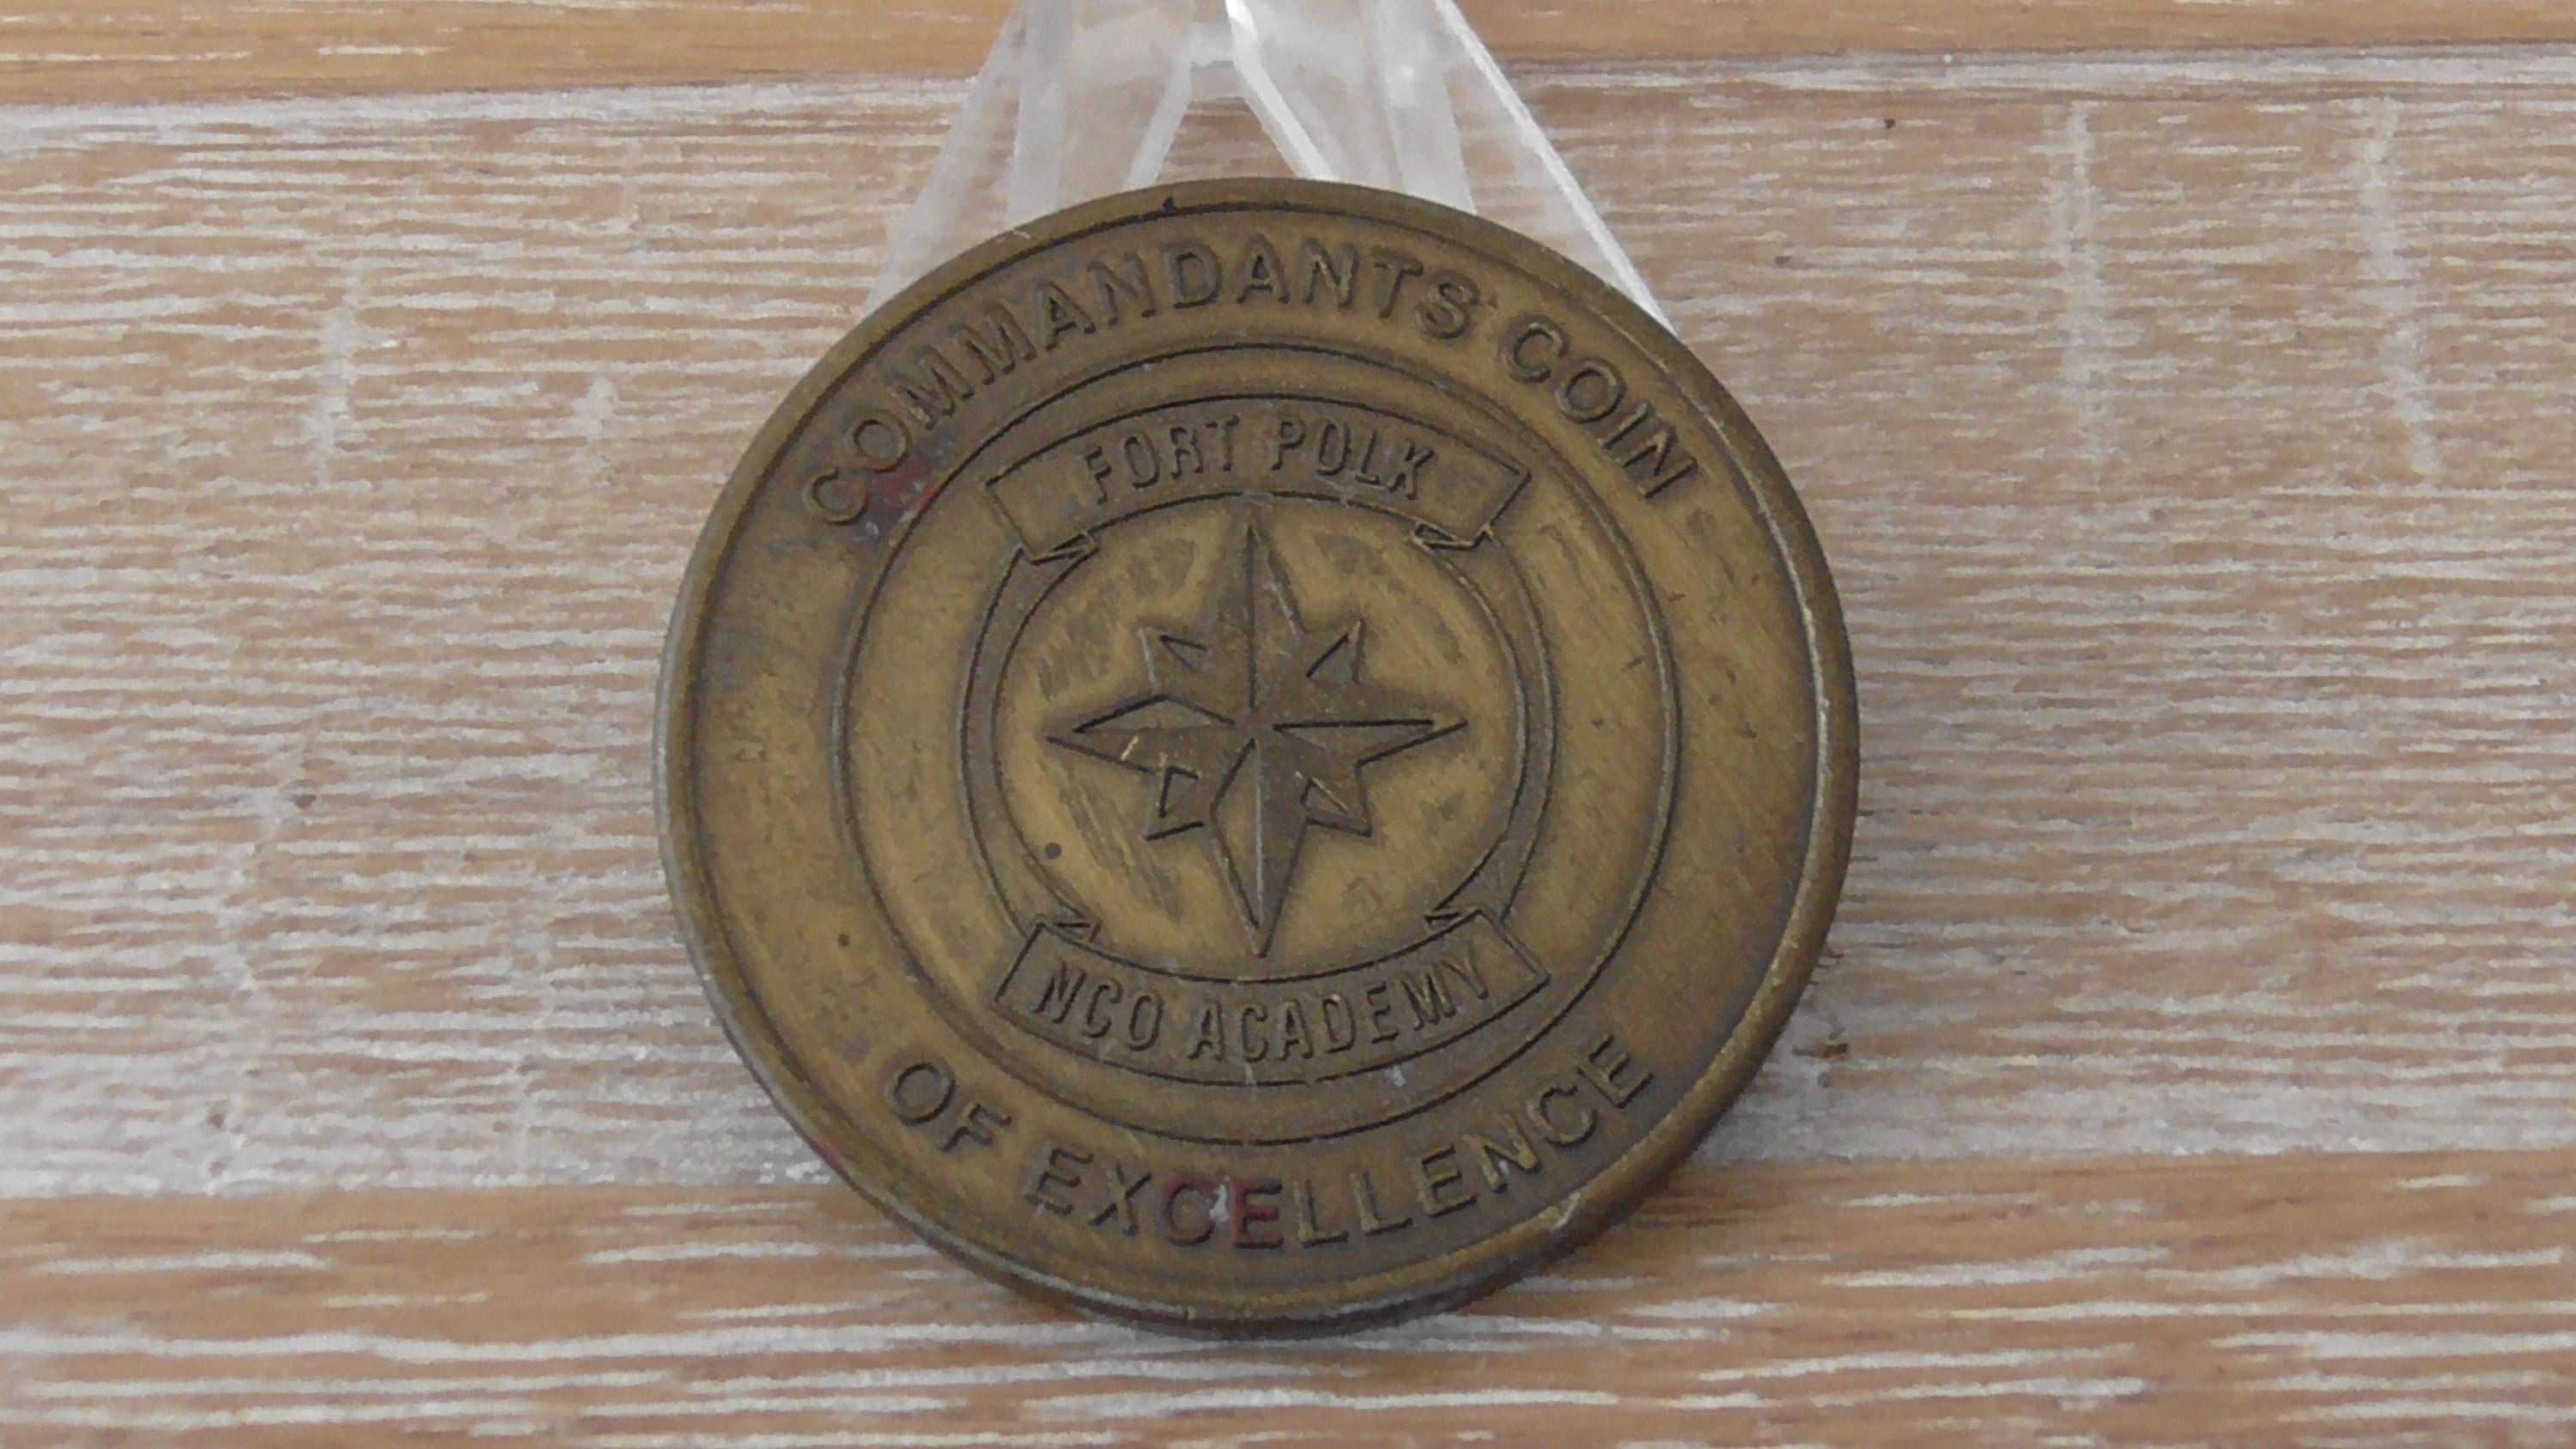 COMMANDANTS COIN
FORT POLK
NCO ACADEMY
OF EXCELLENCE